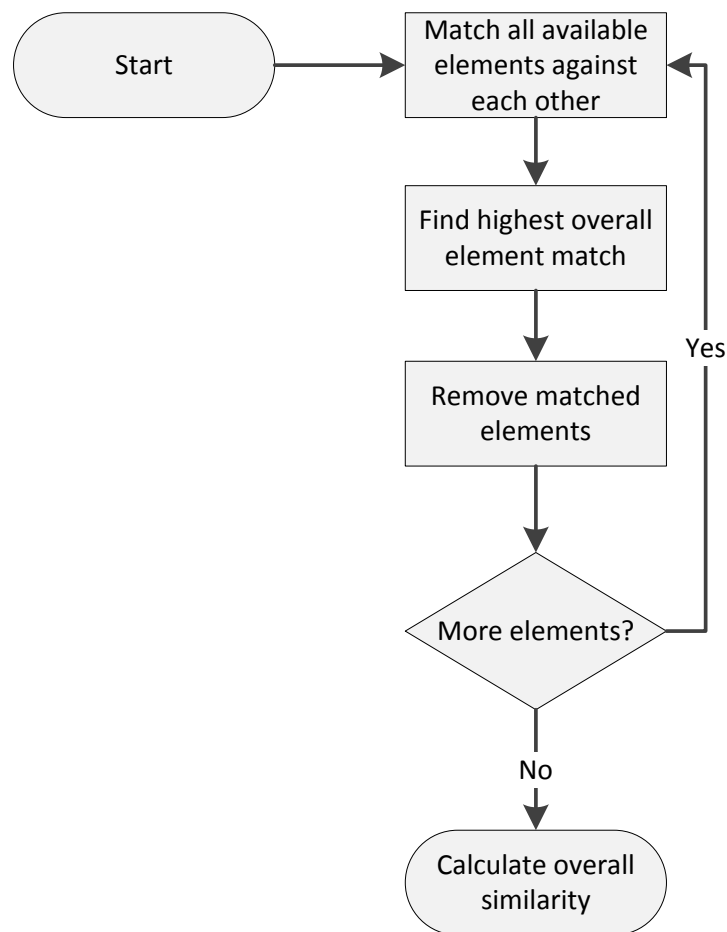 Start
Match all available
elements against
each other
Find highest overall
element match
Remove matched
elements
Yes
More elements?
No
Calculate overall
similarity